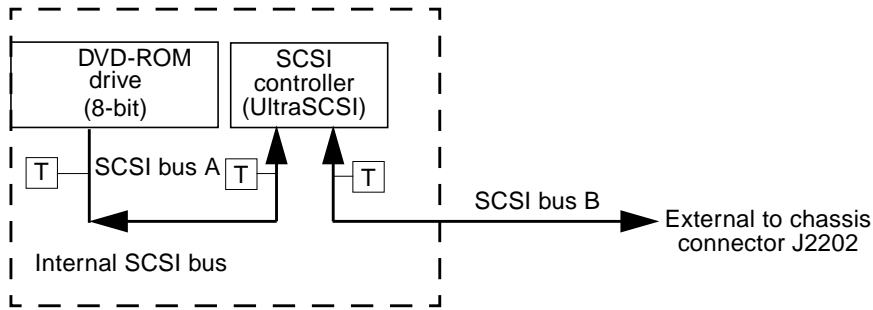 DVD-ROM
drive
(8-bit)
SCSI
controller
(UltraSCSI)
T
SCSI bus A
T
T
SCSI bus B
External to chassis
connector J2202
Internal SCSI bus